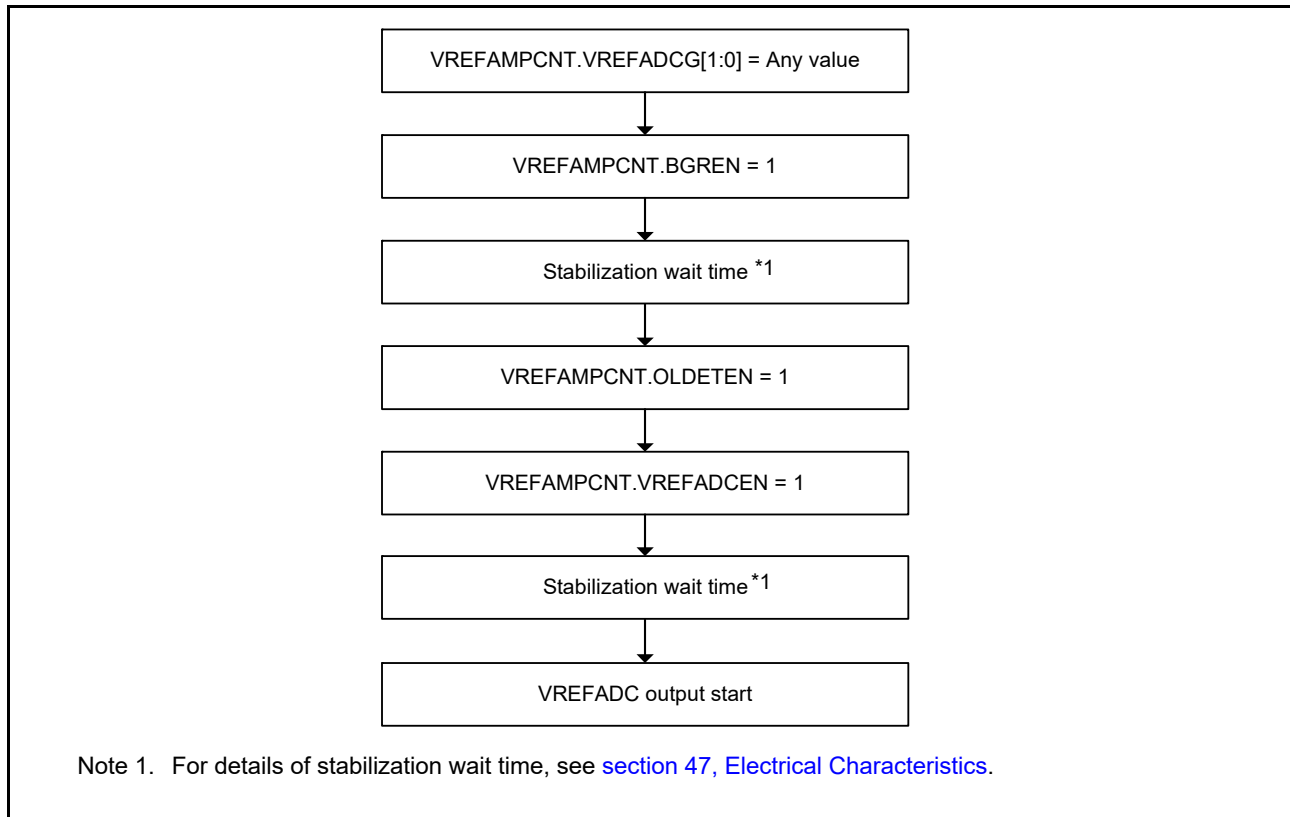 VREFAMPCNT.VREFADCG[1:0] = Any value
VREFAMPCNT.BGREN = 1
Stabilization wait time *1
VREFAMPCNT.OLDETEN = 1
VREFAMPCNT.VREFADCEN = 1
Stabilization wait time*1
VREFADC output start
Note 1. For details of stabilization wait time, see section 47, Electrical Characteristics.